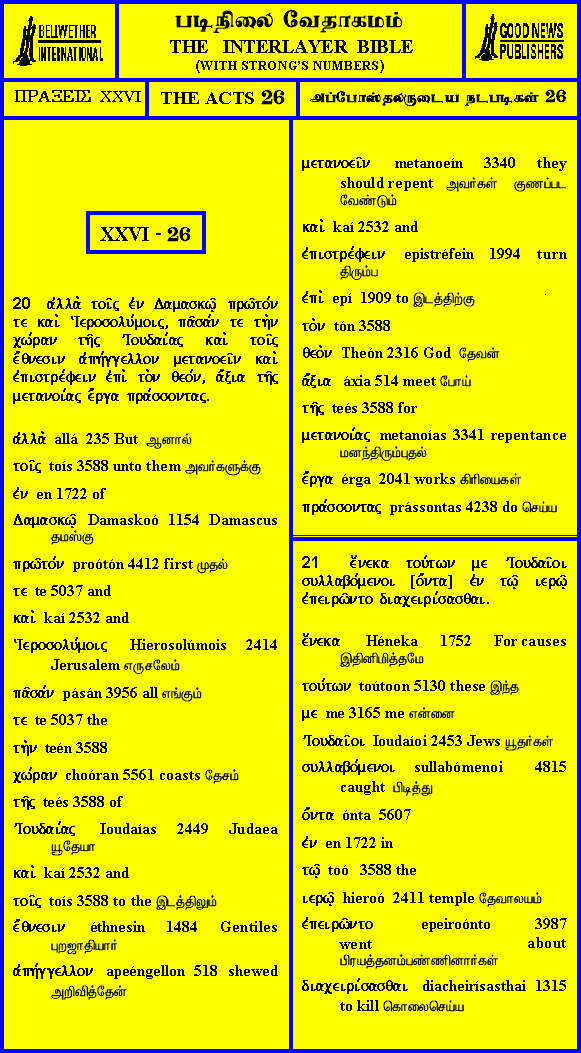 BELLWETHER
INTERNATIONAL
படிநிலை வேதாகமம்
THE INTERLAYER BIBLE
(WITH STRONG'S NUMBERS)
GOOD NEWS
PUBLISHERS
ΠΡΑΞΕΙΣ XXVI
THE ACTS 26
அப்போஸ்தலருடைய நடபடிகள் 26
XXVI - 26
20 ἀλλὰ τοῖς ἐν Δαμασκῷ πρῶτόν
τε καὶ Ἱεροσολύμοις, πᾶσάν τε τὴν
χώραν τῆς Ἰουδαίας καὶ τοῖς
ἔθνεσιν ἀπήγγελλον μετανοεῖν καὶ
ἐπιστρέφειν ἐπὶ τὸν θεόν, ἄξια τῆς
μετανοίας ἔργα πράσσοντας.
ἀλλὰ allá 235 But ஆனால்
τοῖς toís 3588 unto them அவர்களுக்கு
ἐν en 1722 of
Δαμασκῷ Damaskoó 1154 Damascus
தமஸ்கு
πρῶτόν proótón 4412 first முதல்
τε te 5037 and
καὶ kaí 2532 and
Ἱεροσολύμοις Hierosolúmois 2414
Jerusalem எருசலேம்
πᾶσάν pásán 3956 all எங்கும்
τε te 5037 the
τὴν teén 3588
χώραν choóran 5561 coasts தேசம்
τῆς teés 3588 of
Ἰουδαίας Ioudaías 2449 Judaea
யூதேயா
καὶ kaí 2532 and
τοῖς toís 3588 to the இடத்திலும்
ἔθνεσιν éthnesin 1484 Gentiles
புறஜாதியார்
ἀπήγγελλον apeéngellon 518 shewed
அறிவித்தேன்
μετανοεῖν metanoeín 3340 they
should repent அவர்கள் குணப்பட
வேண்டும்
καὶ kaí 2532 and
ἐπιστρέφειν epistréfein 1994 turn
திரும்ப
ἐπὶ epí 1909 to இடத்திற்கு
τὸν tón 3588
θεὸν Theón 2316 God தேவன்
ἄξια áxia 514 meet போய்
τῆς teés 3588 for
μετανοίας metanoías 3341 repentance
மனந்திரும்புதல்
ἔργα érga 2041 works கிரியைகள்
πράσσοντας prássontas 4238 do செய்ய
21 ἕνεκα τούτων με Ἰουδαῖοι
συλλαβόμενοι [ὄντα] ἐν τῷ ἱερῷ
ἐπειρῶντο διαχειρίσασθαι.
ἕνεκα Héneka 1752 For causes
இதினிமித்தமே
τούτων toútoon 5130 these இந்த
με me 3165 me என்னை
Ἰουδαῖοι Ioudaíoi 2453 Jews யூதர்கள்
συλλαβόμενοι sullabómenoi 4815
caught பிடித்து
ὄντα ónta 5607
ἐν en 1722 in
τῷ toó 3588 the
ἱερῷ hieroó 2411 temple தேவாலயம்
ἐπειρῶντο epeiroónto 3987
went about
பிரயத்தனம்பண்ணினார்கள்
διαχειρίσασθαι diacheirísasthai 1315
to kill கொலைசெய்ய